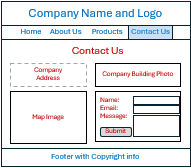 Company Name and Logo
Home About Us Products Contact Us
Contact Us
Company
Address
Company Building Photo
Map Image
Name:
Email:
Message:
Submit
Footer with Copyright info